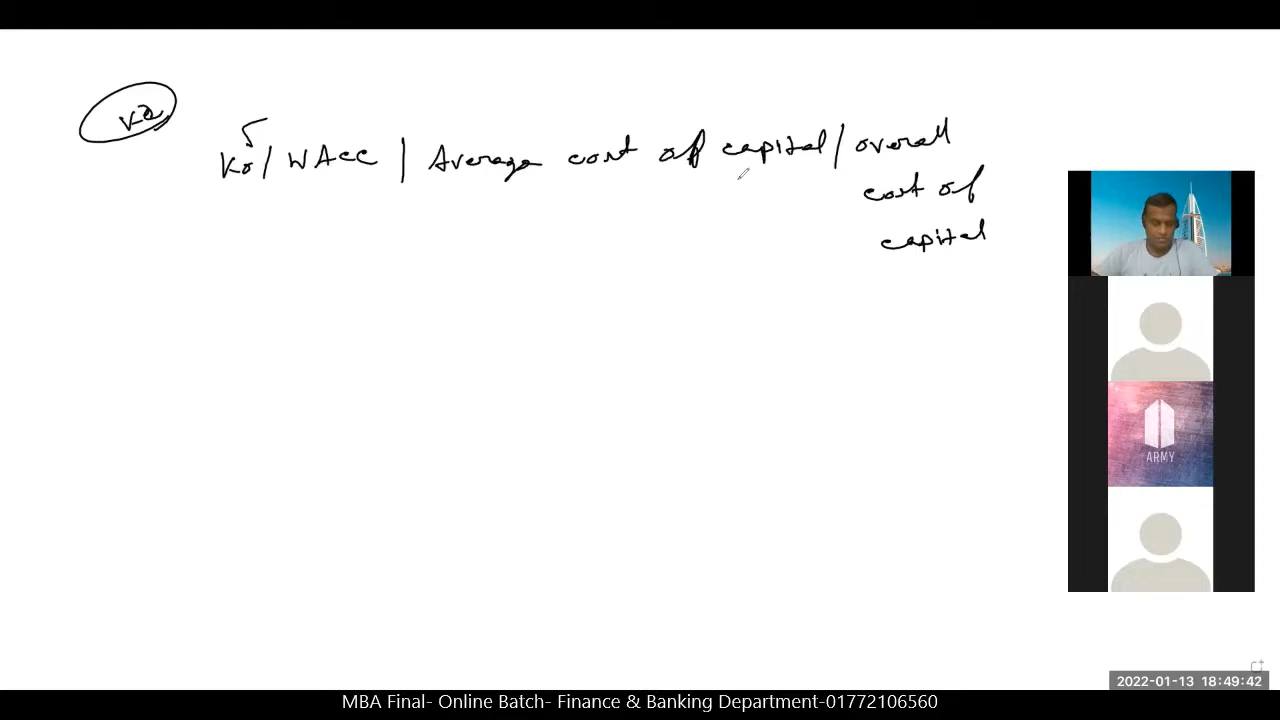 Ko/ WACC | Average cost of capital/overall
cost of
capital
ARMY
2022-01-13 18:49:42
MBA Final- Online Batch- Finance & Banking Department-01772106560